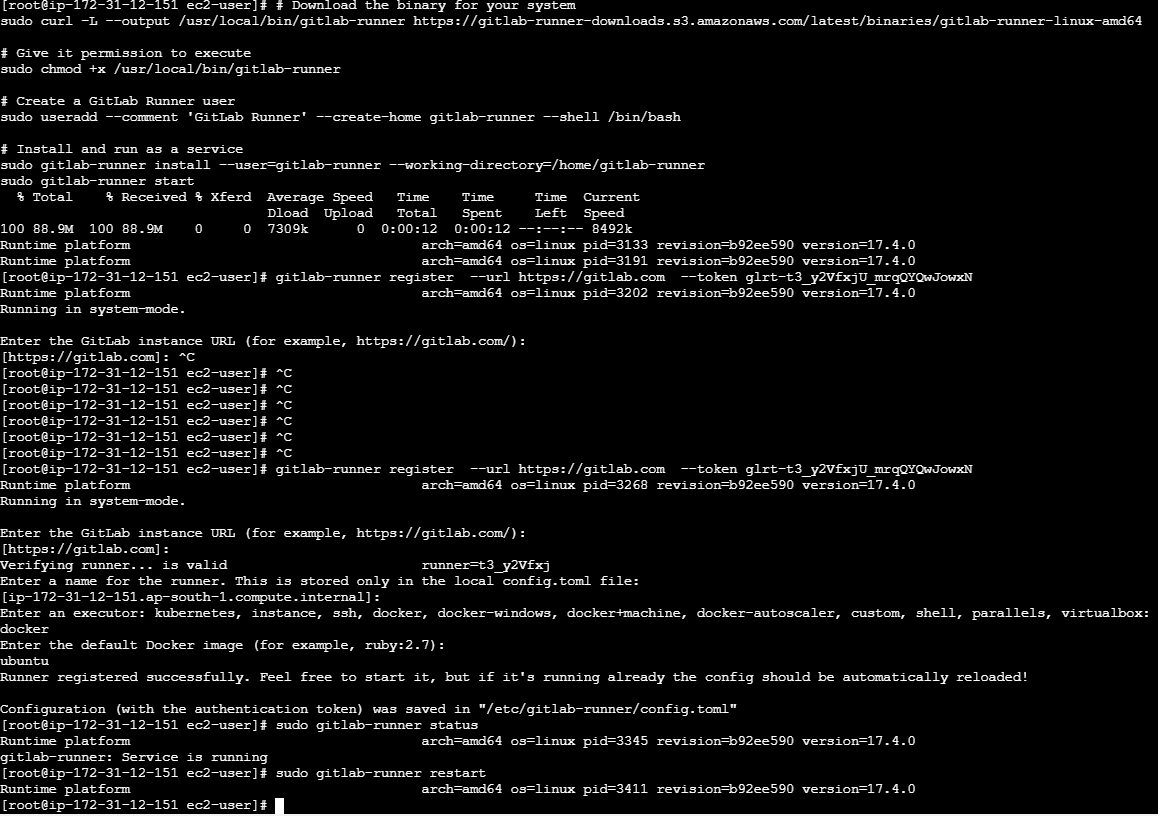 [root@ip-172-31-12-151 ec2-user]# # Download the binary for your system
sudo curl -L --output /usr/local/bin/gitlab-runner https://gitlab-runner-downloads.s3.amazonaws.com/latest/binaries/gitlab-runner-linux-amd64
# Give it permission to execute
sudo chmod +x /usr/local/bin/gitlab-runner
# Create a GitLab Runner user
sudo useradd --comment 'GitLab Runner' --create-home gitlab-runner --shell /bin/bash
# Install and run as a service
sudo gitlab-runner install --user=gitlab-runner --working-directory=/home/gitlab-runner
sudo gitlab-runner start
  % Total    % Received % Xferd  Average Speed   Time    Time     Time  Current
                                 Dload  Upload   Total   Spent    Left  Speed
100 88.9M  100 88.9M    0     0  7309k      0  0:00:12  0:00:12 --:--:-- 8492k
Runtime platform                                    arch=amd64 os=linux pid=3133 revision=b92ee590 version=17.4.0
Runtime platform                                    arch=amd64 os=linux pid=3191 revision=b92ee590 version=17.4.0
[root@ip-172-31-12-151 ec2-user]# gitlab-runner register  --url https://gitlab.com  --token glrt-t3_y2VfxjU_mrqQYQwJowxN
Runtime platform                                    arch=amd64 os=linux pid=3202 revision=b92ee590 version=17.4.0
Running in system-mode.
Enter the GitLab instance URL (for example, https://gitlab.com/):
[https://gitlab.com]: ^C
[root@ip-172-31-12-151 ec2-user]# ^C
[root@ip-172-31-12-151 ec2-user]# ^C
[root@ip-172-31-12-151 ec2-user]# ^C
[root@ip-172-31-12-151 ec2-user]# ^C
[root@ip-172-31-12-151 ec2-user]# ^C
[root@ip-172-31-12-151 ec2-user]# ^C
[root@ip-172-31-12-151 ec2-user]# gitlab-runner register  --url https://gitlab.com  --token glrt-t3_y2VfxjU_mrqQYQwJowxN
Runtime platform                                    arch=amd64 os=linux pid=3268 revision=b92ee590 version=17.4.0
Running in system-mode.
Enter the GitLab instance URL (for example, https://gitlab.com/):
[https://gitlab.com]:
Verifying runner... is valid                        runner=t3_y2Vfxj
Enter a name for the runner. This is stored only in the local config.toml file:
[ip-172-31-12-151.ap-south-1.compute.internal]:
Enter an executor: kubernetes, instance, ssh, docker, docker-windows, docker+machine, docker-autoscaler, custom, shell, parallels, virtualbox:
docker
Enter the default Docker image (for example, ruby:2.7):
ubuntu
Runner registered successfully. Feel free to start it, but if it's running already the config should be automatically reloaded!
Configuration (with the authentication token) was saved in "/etc/gitlab-runner/config.toml"
[root@ip-172-31-12-151 ec2-user]# sudo gitlab-runner status
Runtime platform                                    arch=amd64 os=linux pid=3345 revision=b92ee590 version=17.4.0
gitlab-runner: Service is running
[root@ip-172-31-12-151 ec2-user]# sudo gitlab-runner restart
Runtime platform                                    arch=amd64 os=linux pid=3411 revision=b92ee590 version=17.4.0
[root@ip-172-31-12-151 ec2-user]#